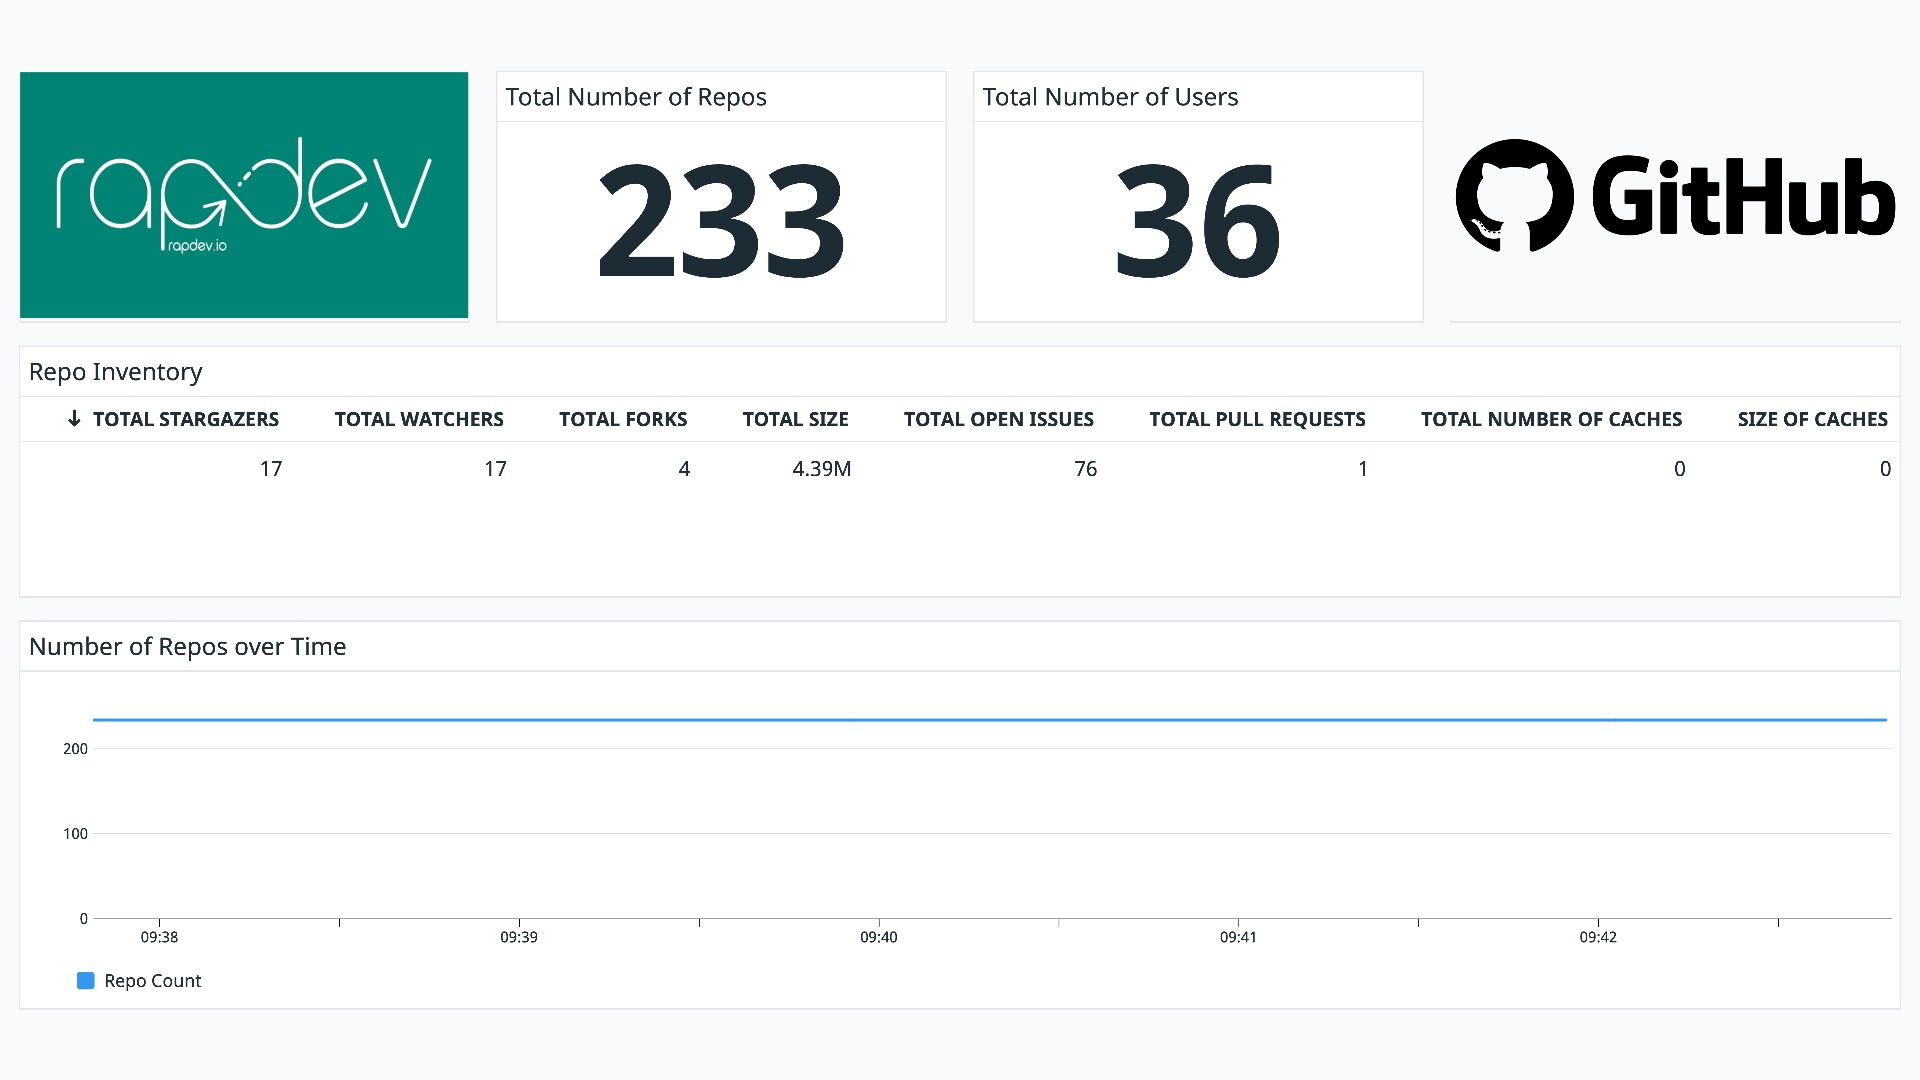 rapdev
rapdev.io
Total Number of Repos
233
Total Number of Users
36
GitHub
Repo Inventory
↓ TOTAL STARGAZERS TOTAL WATCHERS TOTAL FORKS TOTAL SIZE TOTAL OPEN ISSUES TOTAL PULL REQUESTS TOTAL NUMBER OF CACHES SIZE OF CACHES
17 17 4 4.39M 76 1 0 0
Number of Repos over Time
200
100
0
09:38 09:39 09:40 09:41 09:42
Repo Count